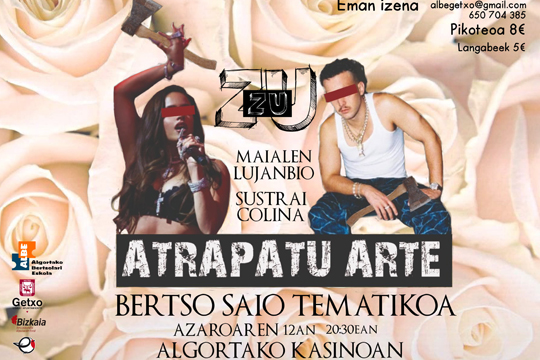 Eman izena albegetxo@gmail.com
650 704 385
Pikoteoa 8€
Langabeek 5€
ZU
ZU
MAIALEN
LUJANBIO
SUSTRAI
COLINA
ATRAPATU ARTE
BERTSO SAIO TEMATIKOA
AZAROAREN 12AN 20:30EAN
ALGORTAKO KASINOAN
ALBE
Algortako
Bertsolari
Eskola
Getxo
Bizkaia